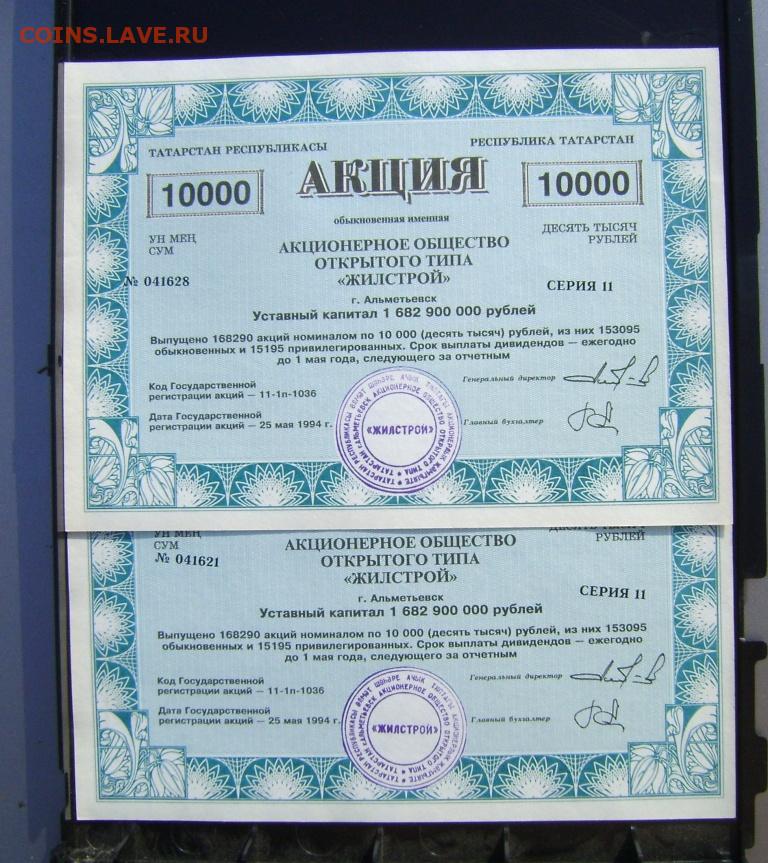 COINS.LAVE.RU
ТАТАРСТАН РЕСПУБЛИКАСЫ
РЕСПУБЛИКА ТАТАРСТАН
АКЦИЯ
10000
10000
обыкновенная именная
УН МЕҢ
СУМ
ДЕСЯТЬ ТЫСЯЧ
РУБЛЕЙ
АКЦИОНЕРНОЕ ОБЩЕСТВО
ОТКРЫТОГО ТИПА
«ЖИЛСТРОЙ»
№ 041628
СЕРИЯ 11
г. Альметьевск
Уставный капитал 1 682 900 000 рублей
Выпущено 168290 акций номиналом по 10 000 (десять тысяч) рублей, из них 153095
обыкновенных и 15195 привилегированных. Срок выплаты дивидендов — ежегодно
до 1 мая года, следующего за отчетным
Код Государственной
регистрации акций — 11-1п-1036
Генеральный директор
Дата Государственной
регистрации акций — 25 мая 1994 г.
Главный бухгалтер
«ЖИЛСТРОЙ»
УН МЕҢ
СУМ
ДЕСЯТЬ ТЫСЯЧ
РУБЛЕЙ
АКЦИОНЕРНОЕ ОБЩЕСТВО
ОТКРЫТОГО ТИПА
«ЖИЛСТРОЙ»
№ 041621
СЕРИЯ 11
г. Альметьевск
Уставный капитал 1 682 900 000 рублей
Выпущено 168290 акций номиналом по 10 000 (десять тысяч) рублей, из них 153095
обыкновенных и 15195 привилегированных. Срок выплаты дивидендов — ежегодно
до 1 мая года, следующего за отчетным
Код Государственной
регистрации акций — 11-1п-1036
Генеральный директор
Дата Государственной
регистрации акций — 25 мая 1994 г.
Главный бухгалтер
«ЖИЛСТРОЙ»